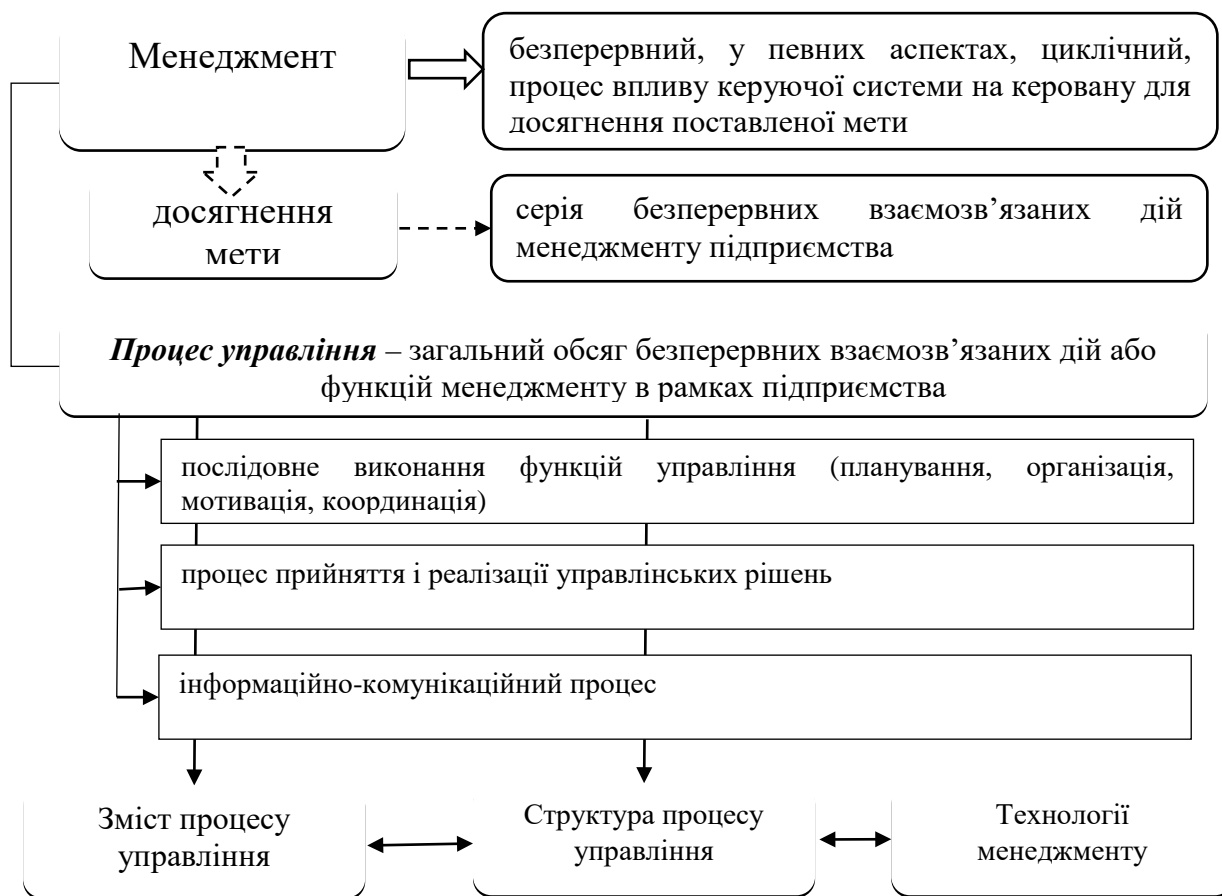 Менеджмент
безперервний, у певних аспектах, циклічний,
процес впливу керуючої системи на керовану для
досягнення поставленої мети
досягнення
мети
серія безперервних взаємозв’язаних дій
менеджменту підприємства
Процес управління – загальний обсяг безперервних взаємозв’язаних дій або
функцій менеджменту в рамках підприємства
послідовне виконання функцій управління (планування, організація,
мотивація, координація)
процес прийняття і реалізації управлінських рішень
інформаційно-комунікаційний процес
Зміст процесу
управління
Структура процесу
управління
Технології
менеджменту